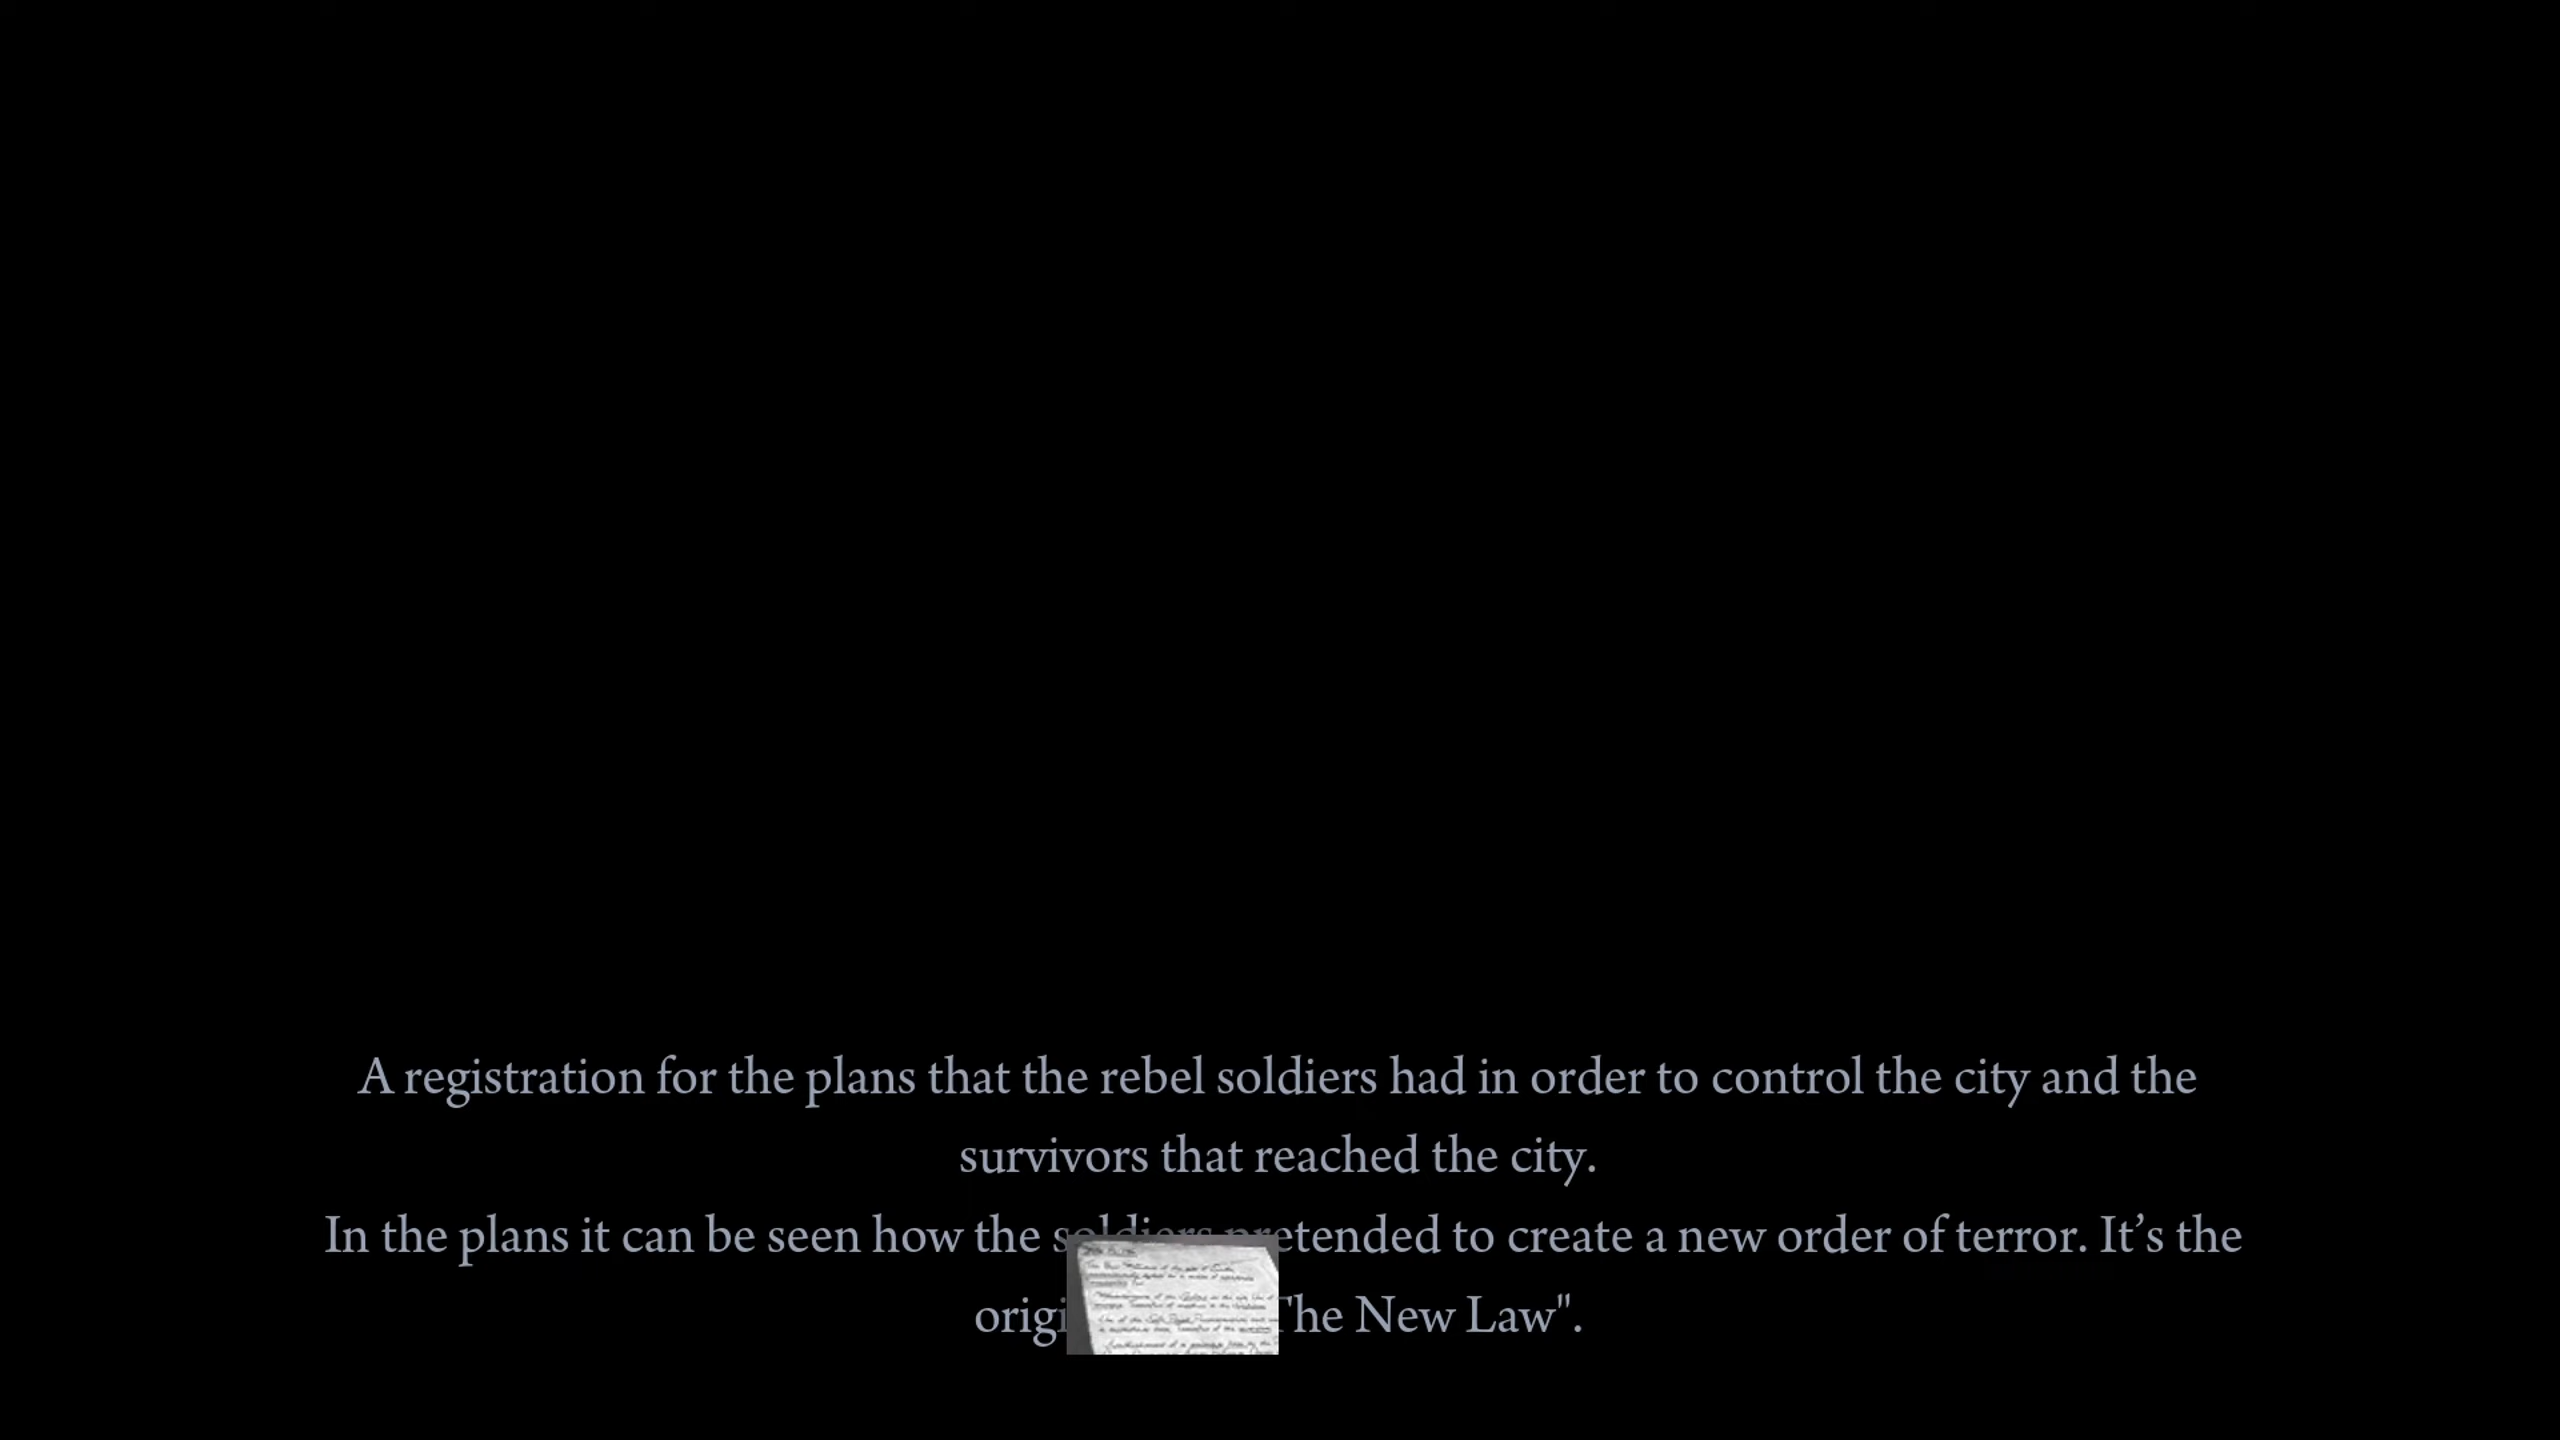 A registration for the plans that the rebel soldiers had in order to control the city and the
survivors that reached the city.
In the plans it can be seen how the soldiers pretended to create a new order of terror. It’s the
The New Law".